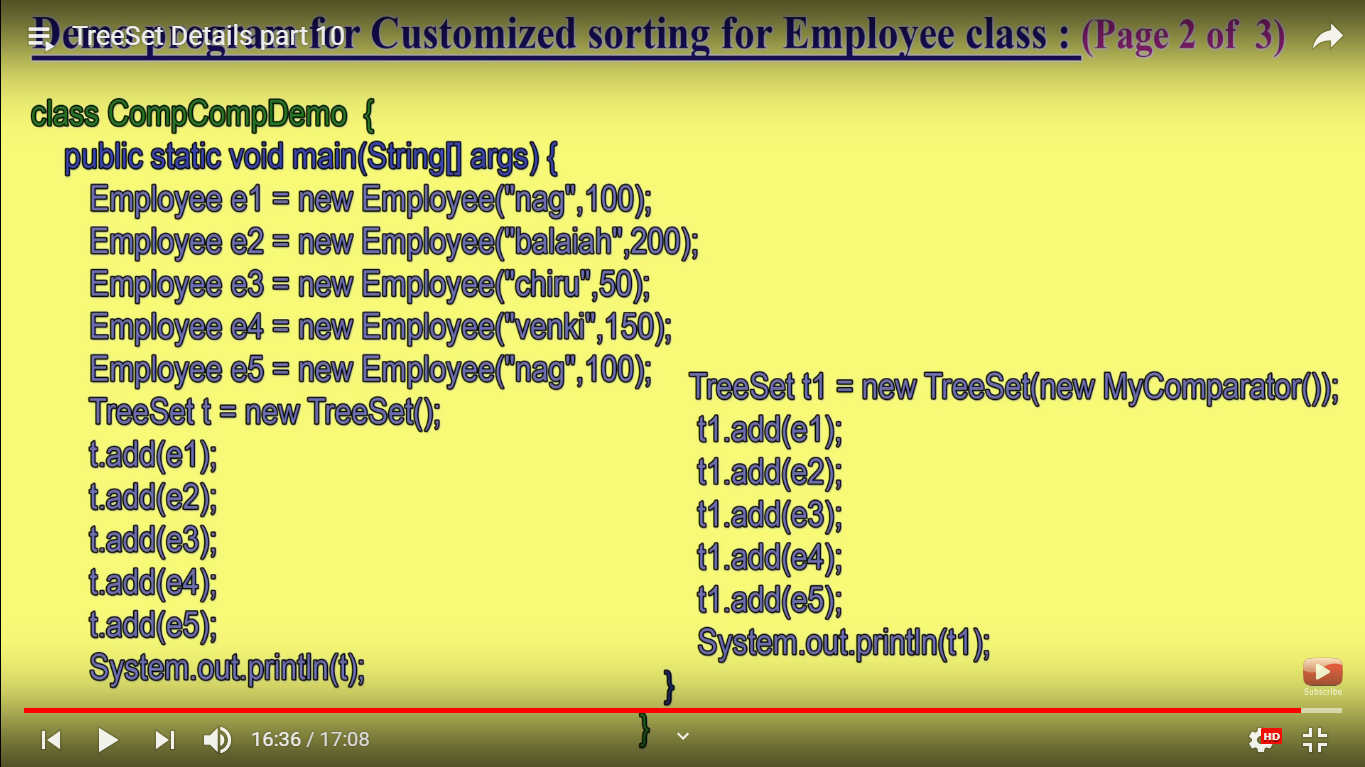 Demo program for Customized sorting for Employee class : (Page 2 of 3)
TreeSet Details part 10
class CompCompDemo {
public static void main(String[] args) {
Employee e1 = new Employee("nag",100);
Employee e2 = new Employee("balaiah",200);
Employee e3 = new Employee("chiru",50);
Employee e4 = new Employee("venki",150);
Employee e5 = new Employee("nag",100);
TreeSet t = new TreeSet();
t.add(e1);
t.add(e2);
t.add(e3);
t.add(e4);
t.add(e5);
System.out.println(t);
TreeSet t1 = new TreeSet(new MyComparator());
t1.add(e1);
t1.add(e2);
t1.add(e3);
t1.add(e4);
t1.add(e5);
System.out.println(t1);
}
}
Subscribe
16:36 / 17:08
HD